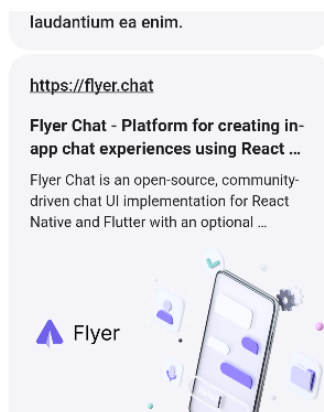 laudantium ea enim.
https://flyer.chat
Flyer Chat - Platform for creating in-
app chat experiences using React ...
Flyer Chat is an open-source, community-
driven chat UI implementation for React
Native and Flutter with an optional ...
Flyer